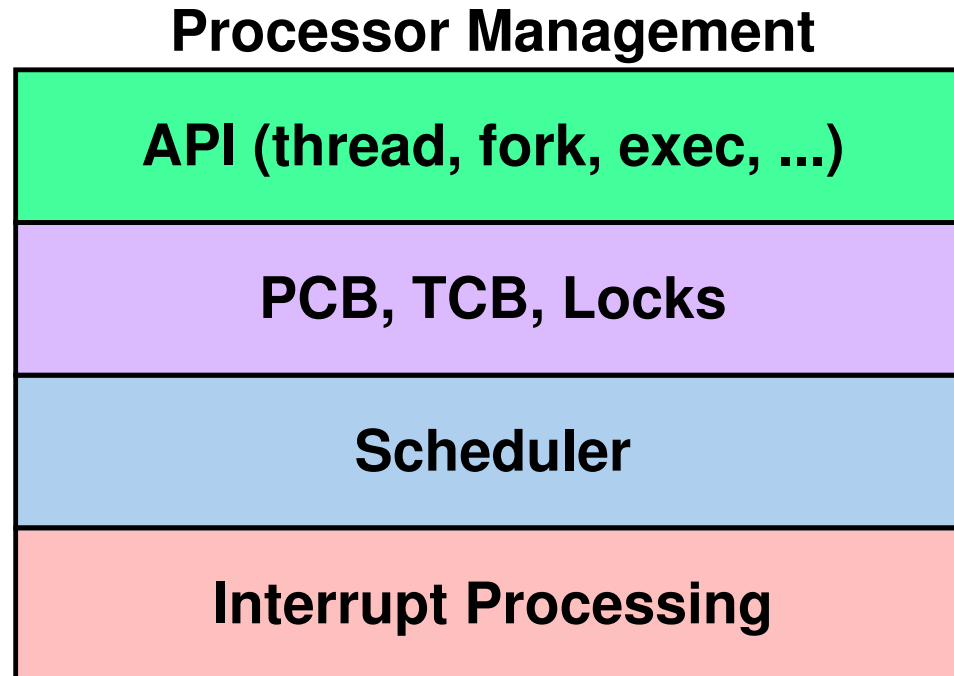 Processor Management
API (thread, fork, exec, ...)
PCB, TCB, Locks
Scheduler
Interrupt Processing